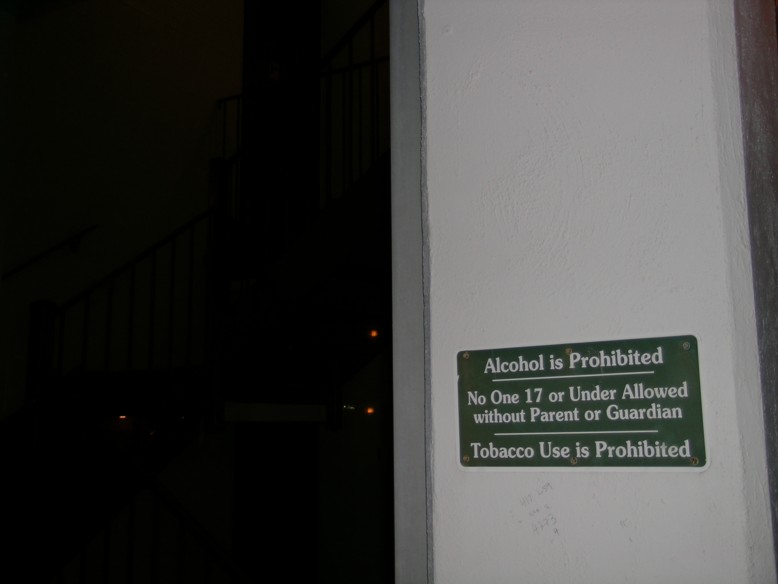 Alcohol is Prohibited
No One 17 or Under Allowed
without Parent or Guardian
Tobacco Use is Prohibited